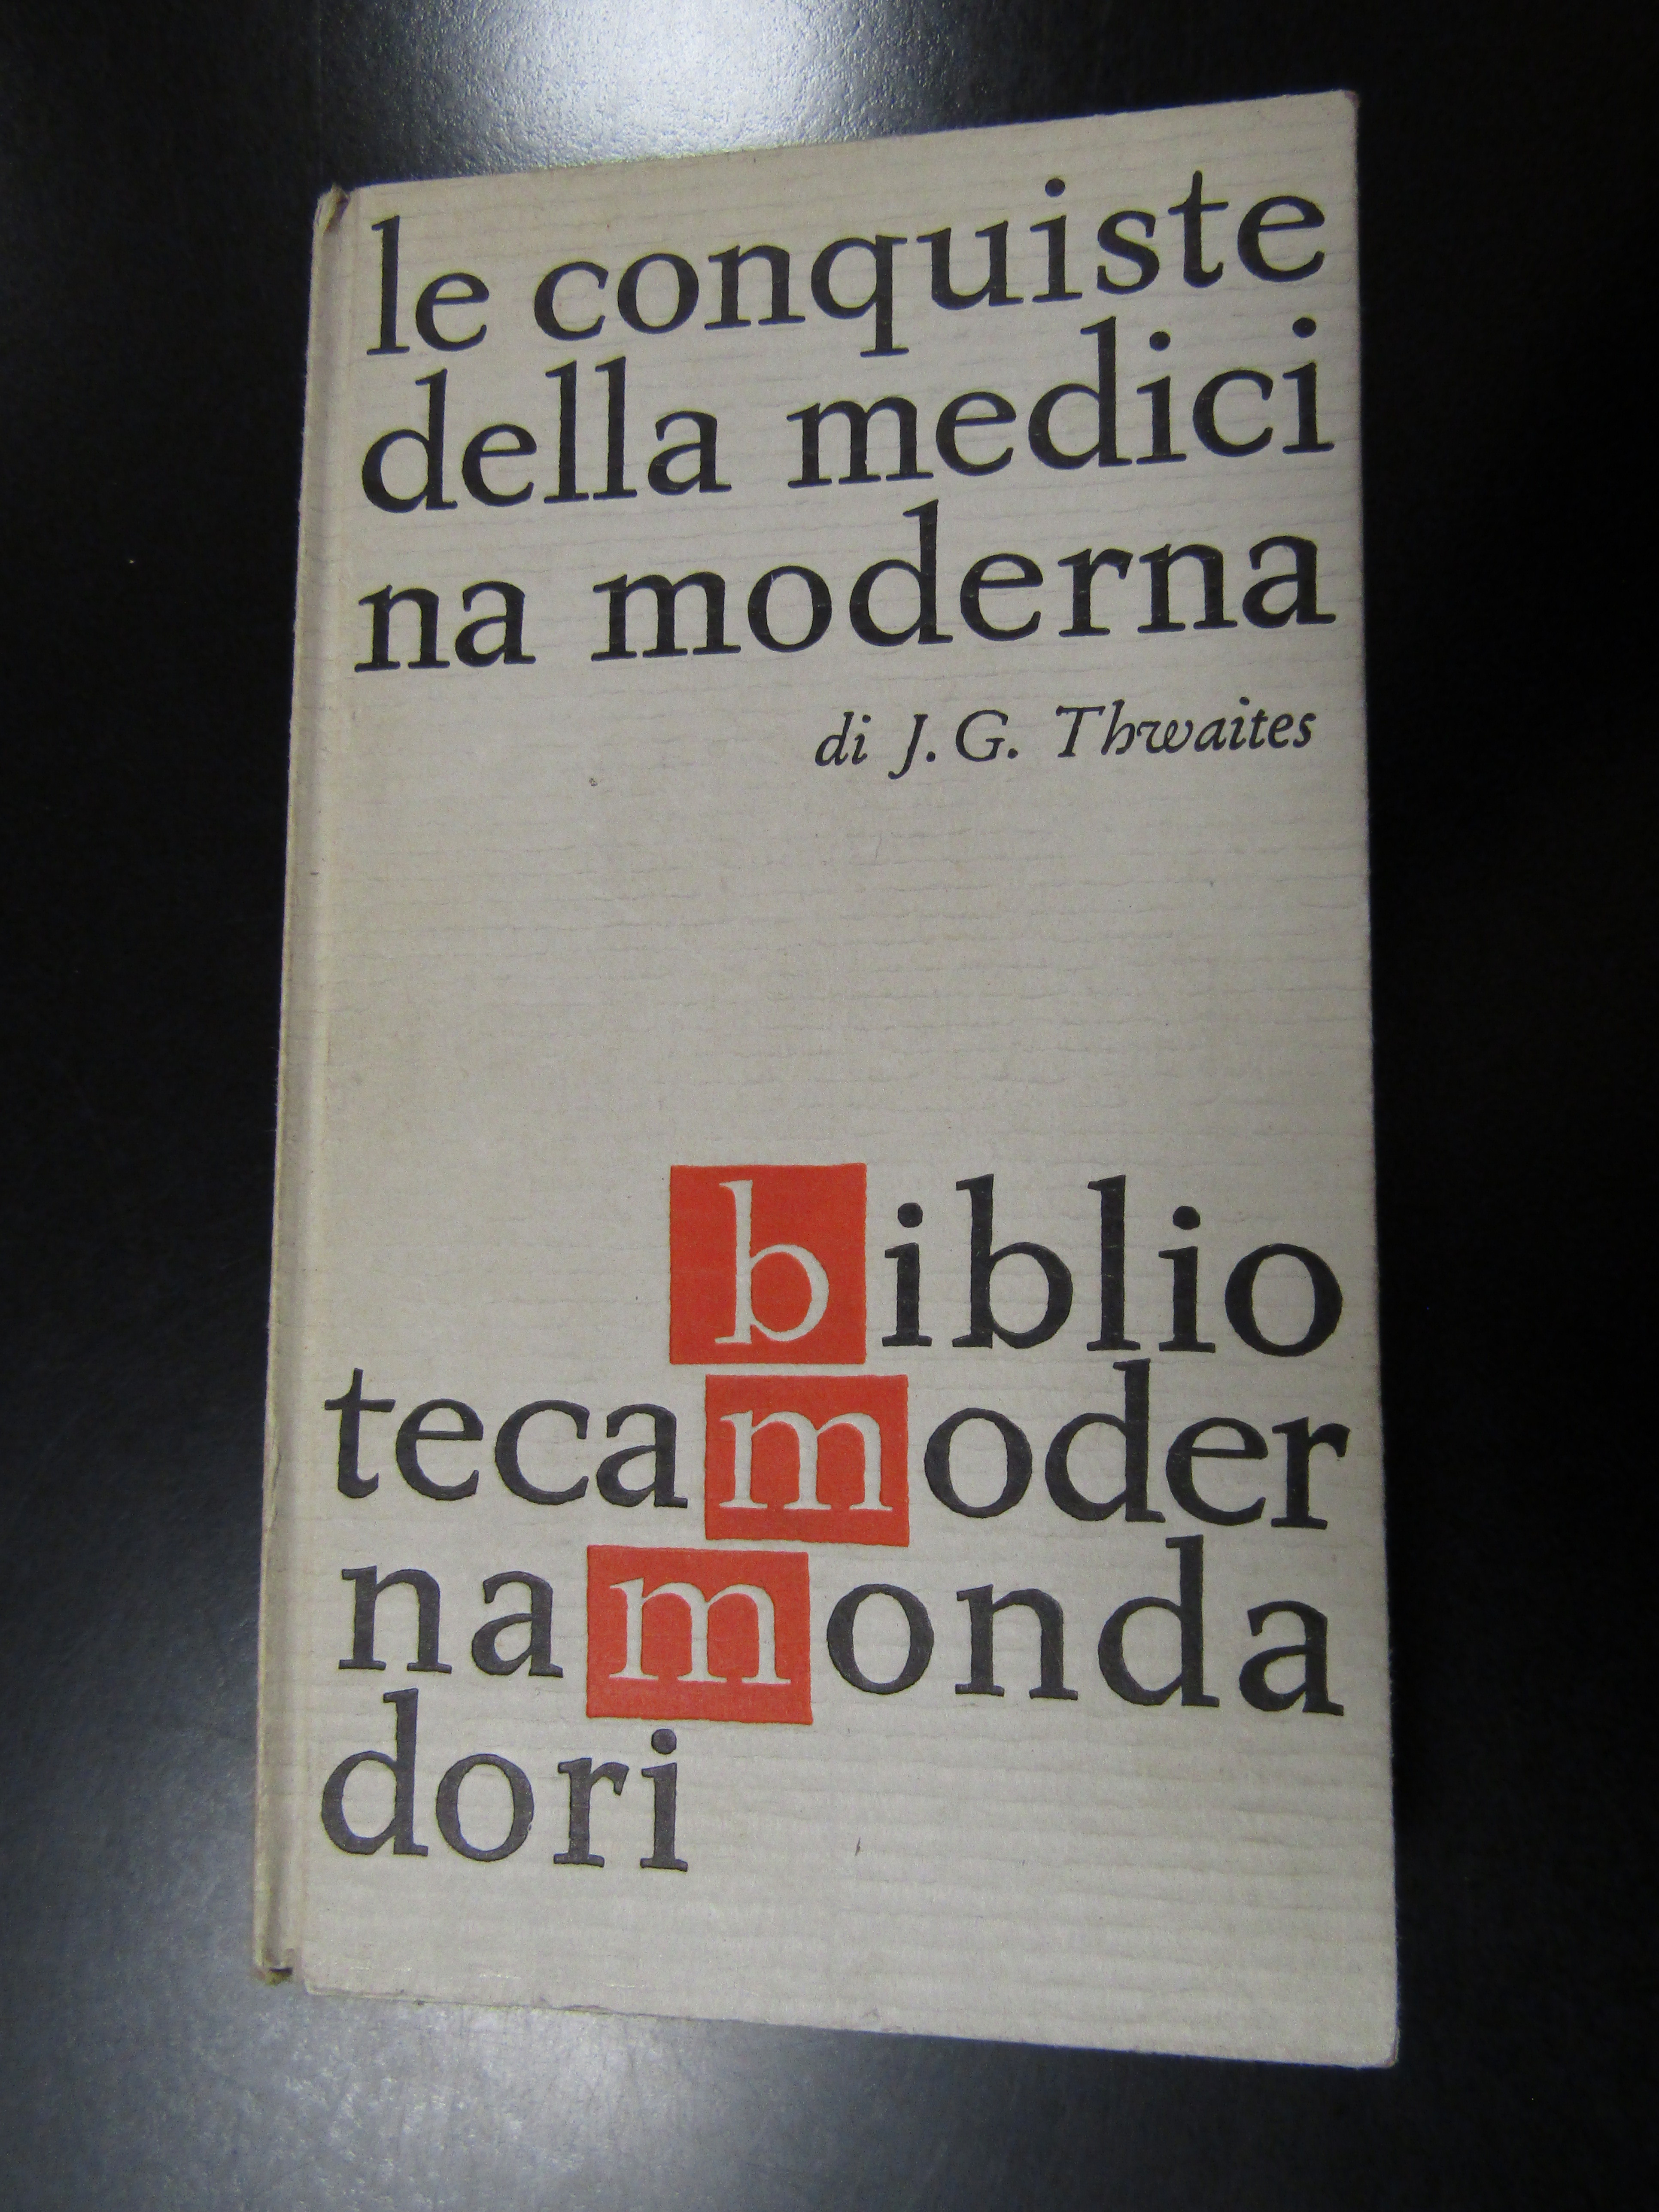 le conquiste
della medici
na moderna
di J. G. Thwaites
biblio
tecamoder
namonda
dori